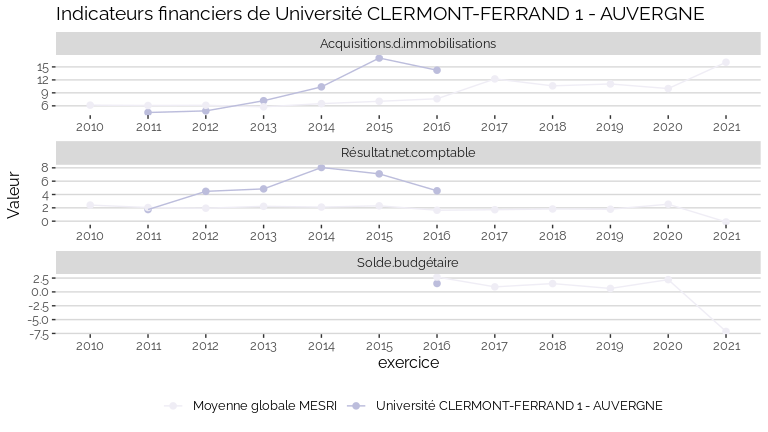 Indicateurs financiers de Université CLERMONT-FERRAND 1 - AUVERGNE
Acquisitions.d.immobilisations
15
12
9
6
2010 2011 2012 2013 2014 2015 2016 2017 2018 2019 2020 2021
Résultat.net.comptable
8
6
4
2
0
2010 2011 2012 2013 2014 2015 2016 2017 2018 2019 2020 2021
Valeur
Solde.budgétaire
2.5
0.0
-2.5
-5.0
-7.5
2010 2011 2012 2013 2014 2015 2016 2017 2018 2019 2020 2021
exercice
Moyenne globale MESRI Université CLERMONT-FERRAND 1 - AUVERGNE